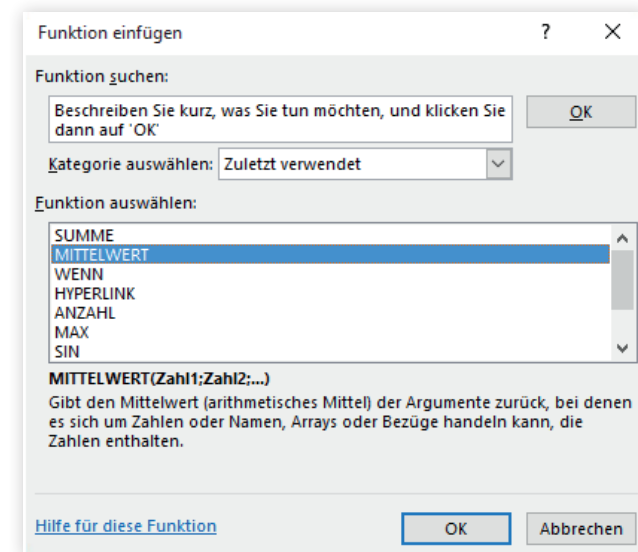 Funktion einfügen ?
Funktion suchen:
Beschreiben Sie kurz, was Sie tun möchten, und klicken Sie
dann auf 'OK'
OK
Kategorie auswählen: Zuletzt verwendet
Funktion auswählen:
SUMME
MITTELWERT
WENN
HYPERLINK
ANZAHL
MAX
SIN
MITTELWERT(Zahl1;Zahl2;...)
Gibt den Mittelwert (arithmetisches Mittel) der Argumente zurück, bei denen
es sich um Zahlen oder Namen, Arrays oder Bezüge handeln kann, die
Zahlen enthalten.
Hilfe für diese Funktion
OK
Abbrechen